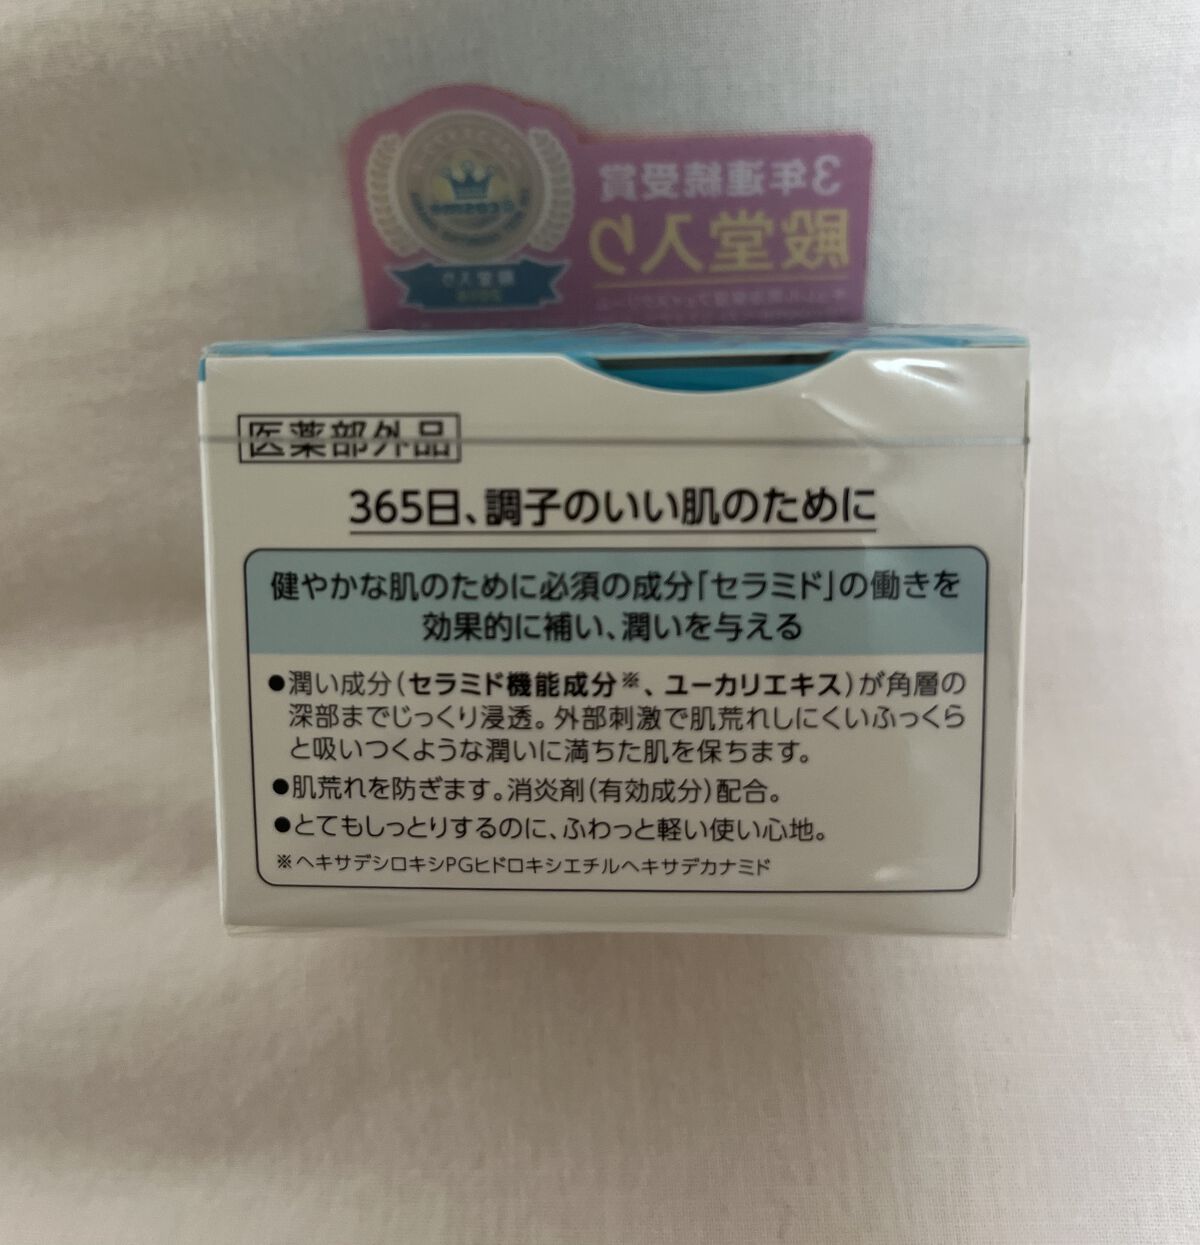 3年連続受賞
殿堂入り
殿堂入り
医薬部外品
365日、調子のいい肌のために
健やかな肌のために必須の成分「セラミド」の働きを
効果的に補い、潤いを与える
●潤い成分(セラミド機能成分※、ユーカリエキス)が角層の
深部までじっくり浸透。外部刺激で肌荒れしにくいふっくら
と吸いつくような潤いに満ちた肌を保ちます。
●肌荒れを防ぎます。消炎剤(有効成分)配合。
●とてもしっとりするのに、ふわっと軽い使い心地。
※ヘキサデシロキシPGヒドロキシエチルヘキサデカナミド